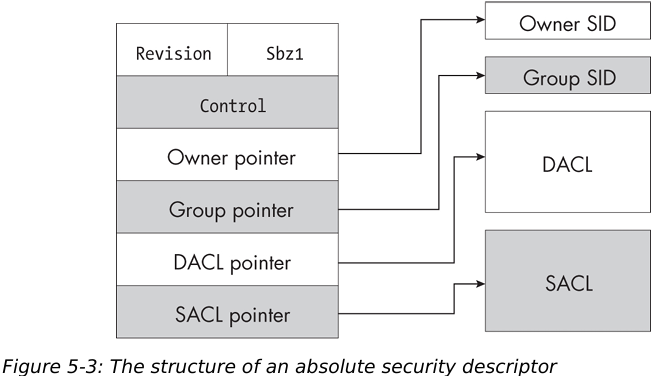 Revision Sbz1
Control
Owner pointer
Group pointer
DACL pointer
SACL pointer
Owner SID
Group SID
DACL
SACL
Figure 5-3: The structure of an absolute security descriptor